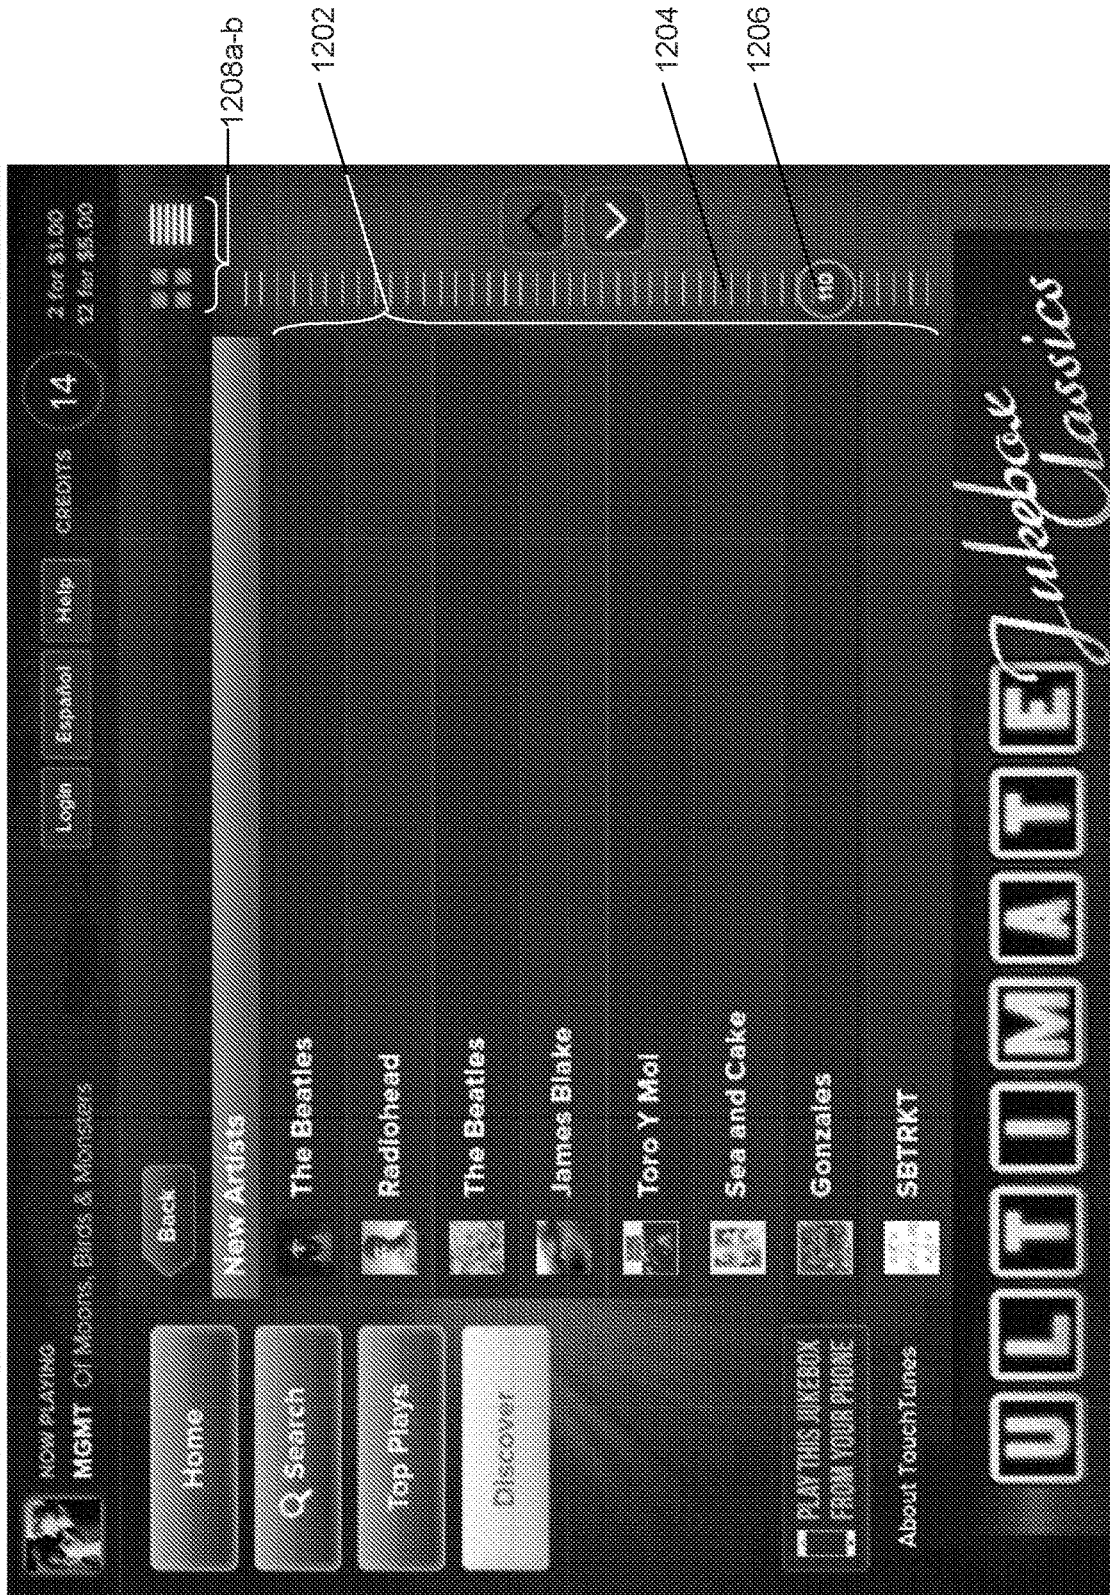 NOW PLAYING
MGMT Of Moons, Birds & Monsters
Login
Español
Help
CREDITS
14
2 for $1.00
12 for $5.00
Home
Search
Top Plays
Discover
PLAY THIS JUKEBOX
FROM YOUR PHONE
About TouchTunes
Back
New Artists
The Beatles
Radiohead
The Beatles
James Blake
Toro Y Moi
Sea and Cake
Gonzales
SBTRKT
110
ULTIMATE Jukebox
Classics
1208a-b
1202
1204
1206